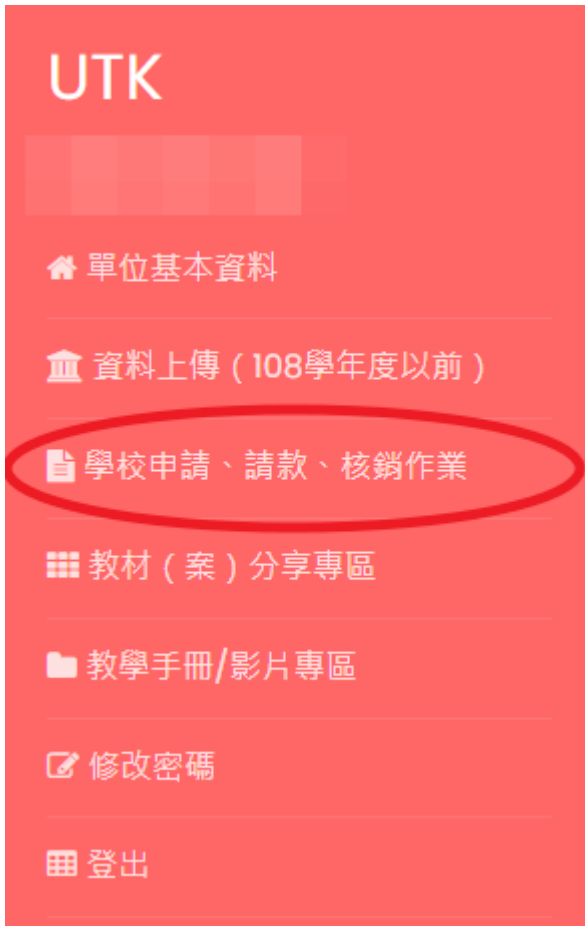 UTK
單位基本資料
資料上傳（108學年度以前）
學校申請、請款、核銷作業
教材（案）分享專區
教學手冊/影片專區
修改密碼
登出